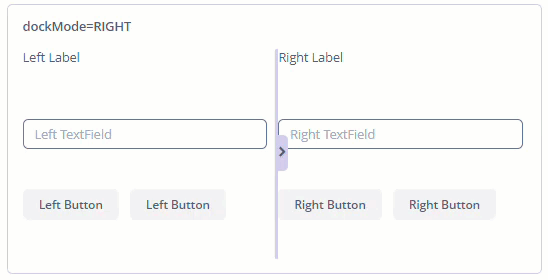 dockMode=RIGHT
Left Label
Right Label
Left TextField
Right TextField
Left Button
Left Button
Right Button
Right Button